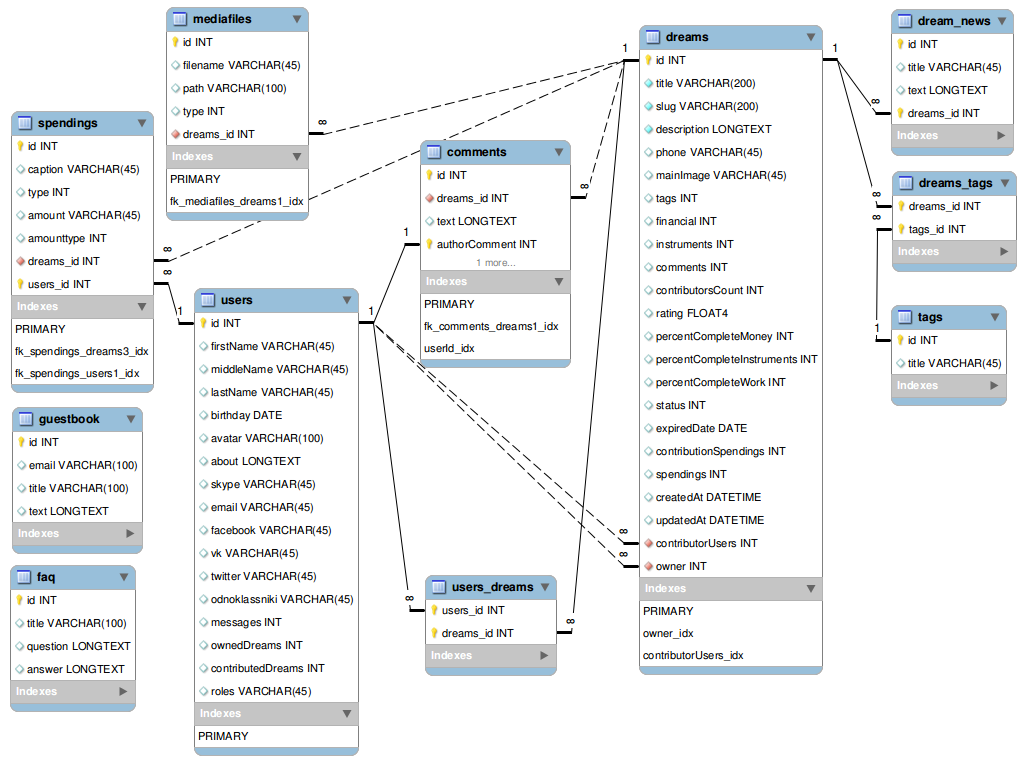 mediafiles
id INT
filename VARCHAR(45)
path VARCHAR(100)
type INT
dreams_id INT
Indexes
PRIMARY
fk_mediafiles_dreams1_idx
spendings
id INT
caption VARCHAR(45)
type INT
amount VARCHAR(45)
amounttype INT
dreams_id INT
users_id INT
Indexes
PRIMARY
fk_spendings_dreams3_idx
fk_spendings_users1_idx
guestbook
id INT
email VARCHAR(100)
title VARCHAR(100)
text LONGTEXT
Indexes
faq
id INT
title VARCHAR(100)
question LONGTEXT
answer LONGTEXT
Indexes
users
id INT
firstName VARCHAR(45)
middleName VARCHAR(45)
lastName VARCHAR(45)
birthday DATE
avatar VARCHAR(100)
about LONGTEXT
skype VARCHAR(45)
email VARCHAR(45)
facebook VARCHAR(45)
vk VARCHAR(45)
twitter VARCHAR(45)
odnoklassniki VARCHAR(45)
messages INT
ownedDreams INT
contributedDreams INT
roles VARCHAR(45)
Indexes
PRIMARY
comments
id INT
dreams_id INT
text LONGTEXT
authorComment INT
1 more...
Indexes
PRIMARY
fk_comments_dreams1_idx
userId_idx
users_dreams
users_id INT
dreams_id INT
Indexes
dreams
id INT
title VARCHAR(200)
slug VARCHAR(200)
description LONGTEXT
phone VARCHAR(45)
mainImage VARCHAR(45)
tags INT
financial INT
instruments INT
comments INT
contributorsCount INT
rating FLOAT4
percentCompleteMoney INT
percentCompleteInstruments INT
percentCompleteWork INT
status INT
expiredDate DATE
contributionSpendings INT
spendings INT
createdAt DATETIME
updatedAt DATETIME
contributorUsers INT
owner INT
Indexes
PRIMARY
owner_idx
contributorUsers_idx
dream_news
id INT
title VARCHAR(45)
text LONGTEXT
dreams_id INT
Indexes
dreams_tags
dreams_id INT
tags_id INT
Indexes
tags
id INT
title VARCHAR(45)
Indexes
∞
∞
∞
1
1
1
1
∞
1
∞
∞
∞
∞
1
∞
∞
∞
1